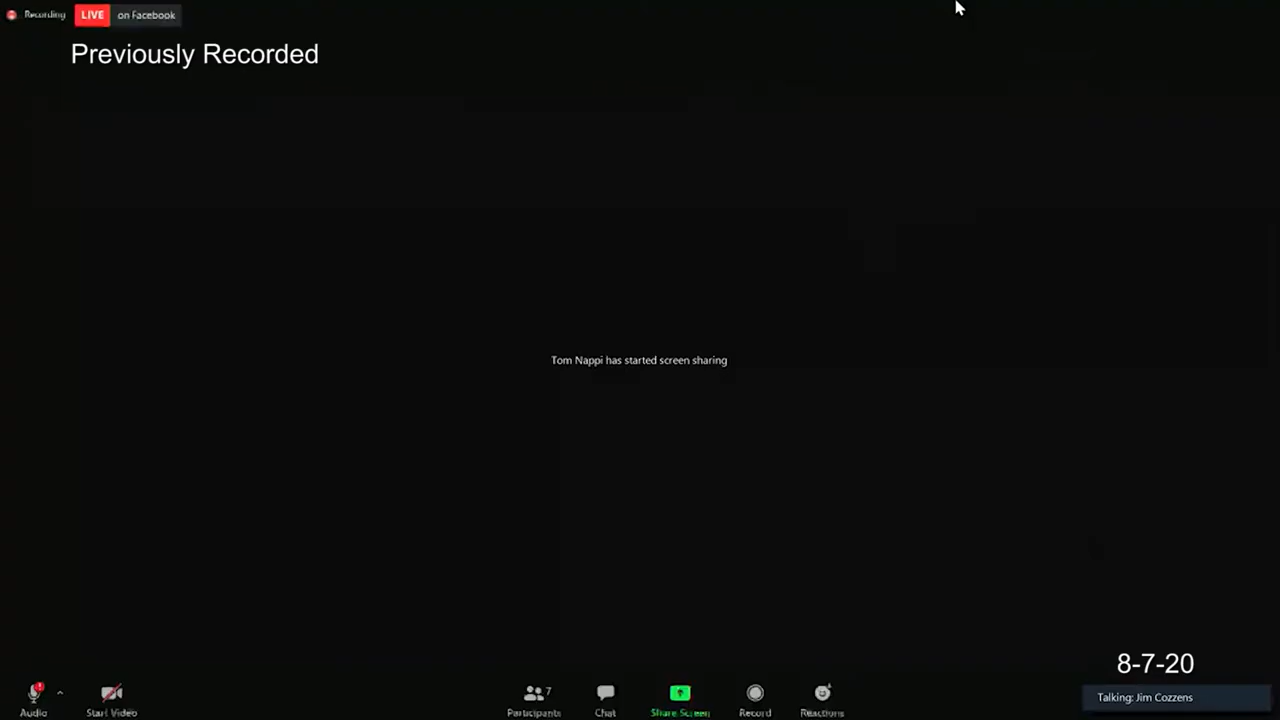 Recording LIVE on Facebook
Previously Recorded
Tom Nappi has started screen sharing
8-7-20
Talking: Jim Cozzens
7
Audio Start Video Participants Chat Share Screen Record Reactions